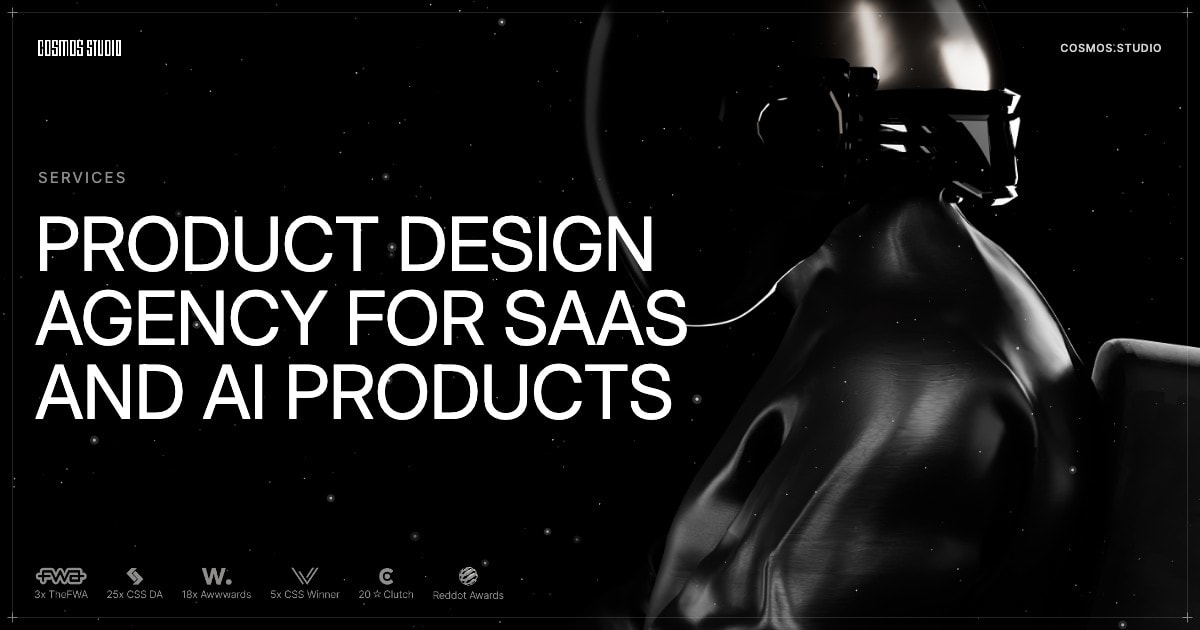 COSMOS STUDIO
COSMOS.STUDIO
SERVICES
PRODUCT DESIGN
AGENCY FOR SAAS
AND AI PRODUCTS
FWA
W.
3x TheFWA
25x CSS DA
18x Awwwards
5x CSS Winner
20 ☆ Clutch
Reddot Awards